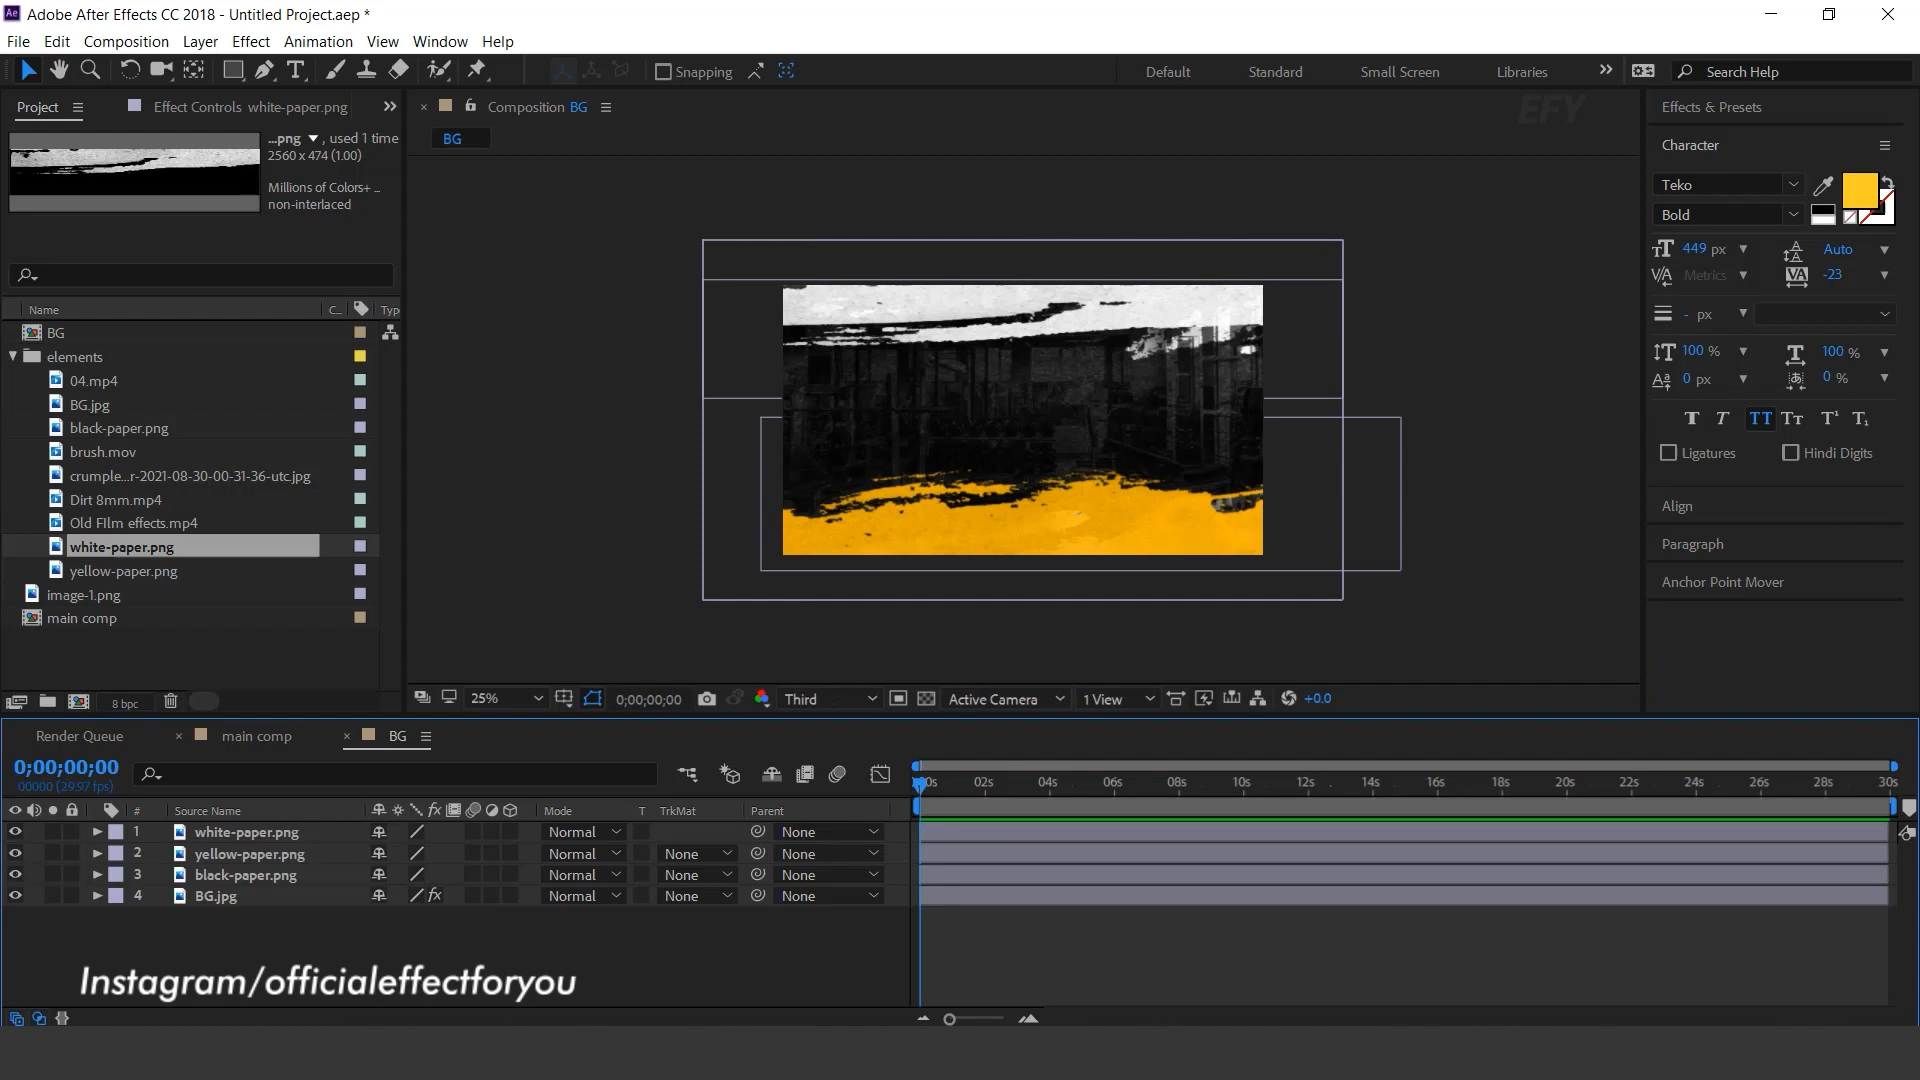 Adobe After Effects CC 2018 - Untitled Project.aep *
File Edit Composition Layer Effect Animation View Window Help
Snapping
Default Standard Small Screen Libraries
Search Help
Project
Effect Controls white-paper.png
...png , used 1 time
2560 x 474 (1.00)
Millions of Colors+ ...
non-interlaced
Name C... Typ
BG
elements
04.mp4
BG.jpg
black-paper.png
brush.mov
crumple...r-2021-08-30-00-31-36-utc.jpg
Dirt 8mm.mp4
Old FIlm effects.mp4
white-paper.png
yellow-paper.png
image-1.png
main comp
8 bpc
Composition BG
BG
EFY
25% 0;00;00;00 Third Active Camera 1 View +0.0
Effects & Presets
Character
Teko
Bold
449 px Auto
Metrics -23
- px
100 % 100 %
0 px 0 %
Ligatures Hindi Digits
Align
Paragraph
Anchor Point Mover
Render Queue main comp BG
0;00;00;00
00000 (29.97 fps)
# Source Name Mode T TrkMat Parent
02s 04s 06s 08s 10s 12s 14s 16s 18s 20s 22s 24s 26s 28s 30s
1 white-paper.png Normal None
2 yellow-paper.png Normal None None
3 black-paper.png Normal None None
4 BG.jpg Normal None None
Instagram/officialeffectforyou